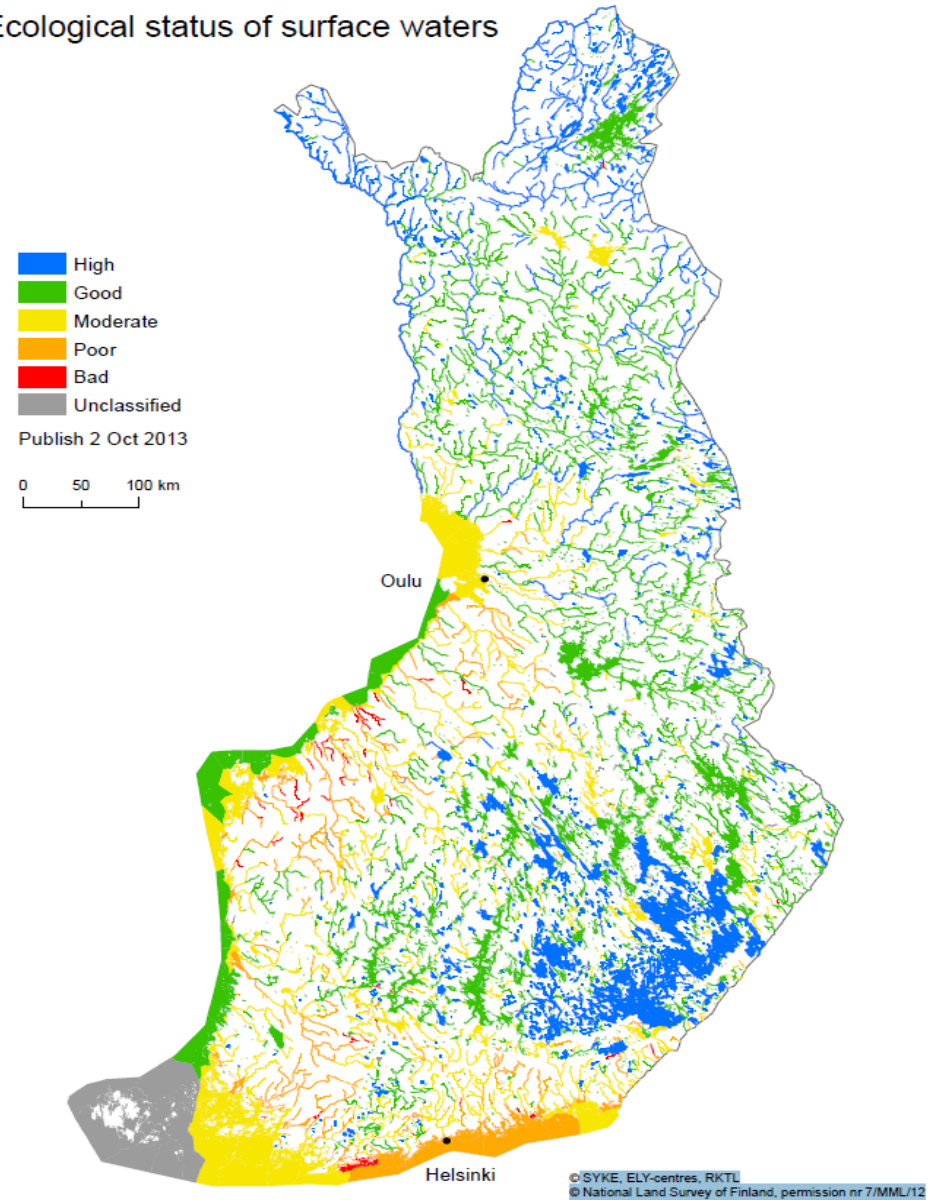 Ecological status of surface waters
High
Good
Moderate
Poor
Bad
Unclassified
Publish 2 Oct 2013
0 50 100 km
Oulu
Helsinki
© SYKE, ELY-centres, RKTL
© National Land Survey of Finland, permission nr 7/MML/12